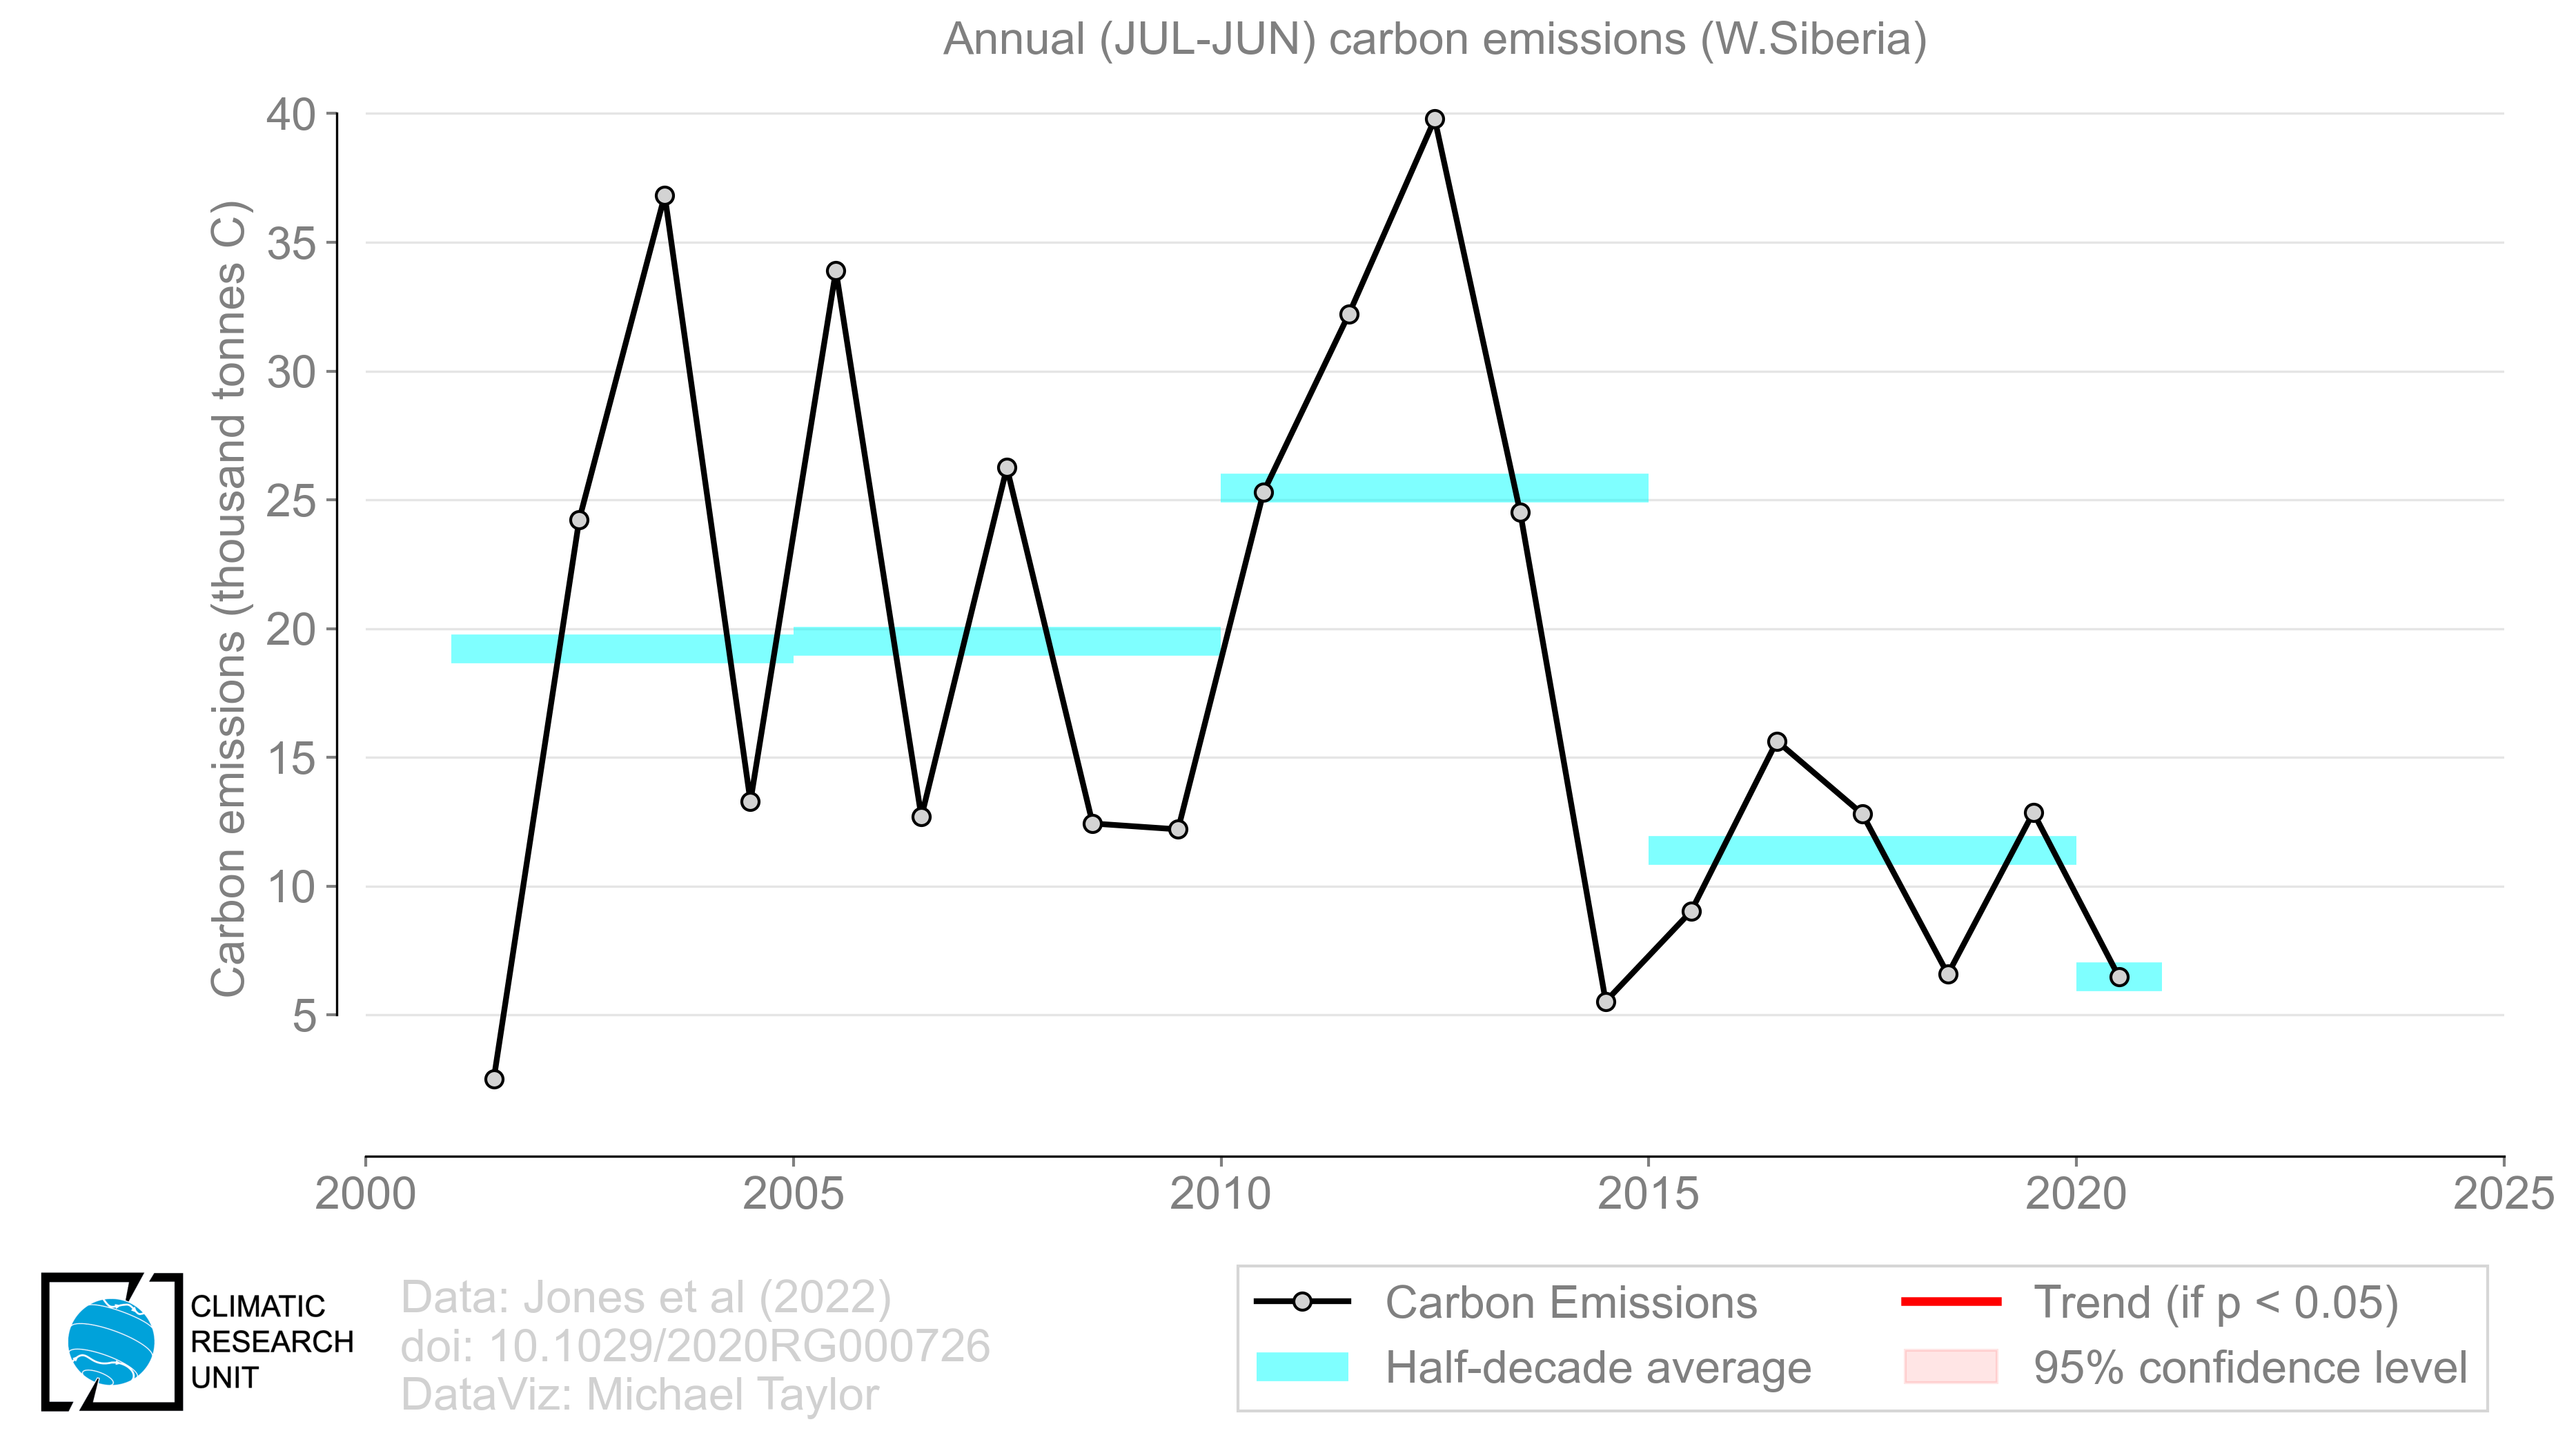 Annual (JUL-JUN) carbon emissions (W.Siberia)
Carbon emissions (thousand tonnes C)
40
35
30
25
20
15
10
5
2000 2005 2010 2015 2020 2025
CLIMATIC
RESEARCH
UNIT
Data: Jones et al (2022)
doi: 10.1029/2020RG000726
DataViz: Michael Taylor
Carbon Emissions
Half-decade average
Trend (if p < 0.05)
95% confidence level